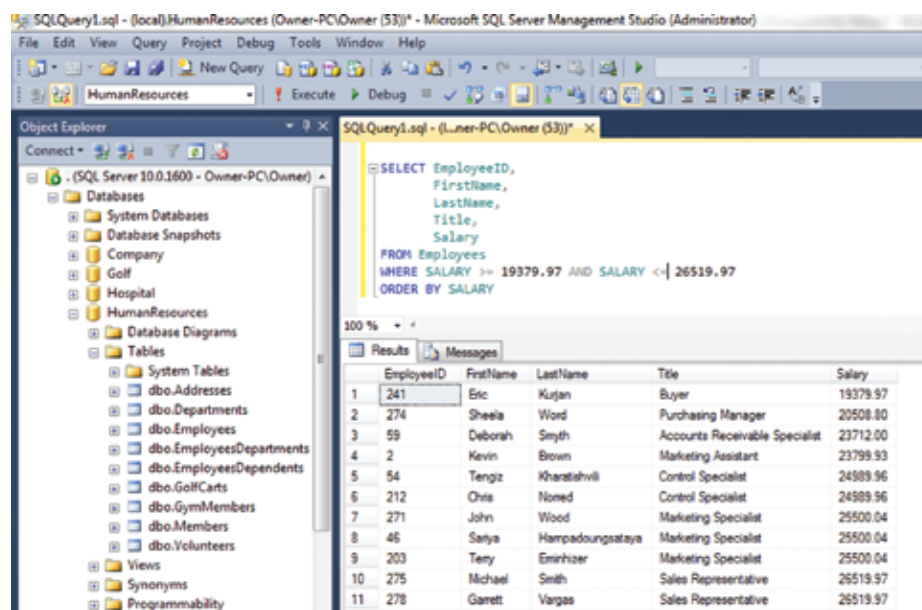 SQLQuery1.sql - (local).HumanResources (Owner-PC\Owner (53))* - Microsoft SQL Server Management Studio (Administrator)
File Edit View Query Project Debug Tools Window Help
New Query
HumanResources Execute Debug
Object Explorer
Connect
. (SQL Server 10.0.1600 - Owner-PC\Owner)
Databases
System Databases
Database Snapshots
Company
Golf
Hospital
HumanResources
Database Diagrams
Tables
System Tables
dbo.Addresses
dbo.Departments
dbo.Employees
dbo.EmployeesDepartments
dbo.EmployeesDependents
dbo.GolfCarts
dbo.GymMembers
dbo.Members
dbo.Volunteers
Views
Synonyms
Programmability
SQLQuery1.sql - (l...ner-PC\Owner (53))*
SELECT EmployeeID,
FirstName,
LastName,
Title,
Salary
FROM Employees
WHERE SALARY >= 19379.97 AND SALARY <= 26519.97
ORDER BY SALARY
100 %
Results Messages
EmployeeID FirstName LastName Title Salary
1 241 Eric Kurjan Buyer 19379.97
2 274 Sheela Word Purchasing Manager 20508.80
3 59 Deborah Smyth Accounts Receivable Specialist 23712.00
4 2 Kevin Brown Marketing Assistant 23799.93
5 54 Tengiz Kharatishvili Control Specialist 24989.96
6 212 Chris Norred Control Specialist 24989.96
7 271 John Wood Marketing Specialist 25500.04
8 46 Sariya Harnpadoungsataya Marketing Specialist 25500.04
9 203 Terry Eminhizer Marketing Specialist 25500.04
10 275 Michael Smith Sales Representative 26519.97
11 278 Garrett Vargas Sales Representative 26519.97